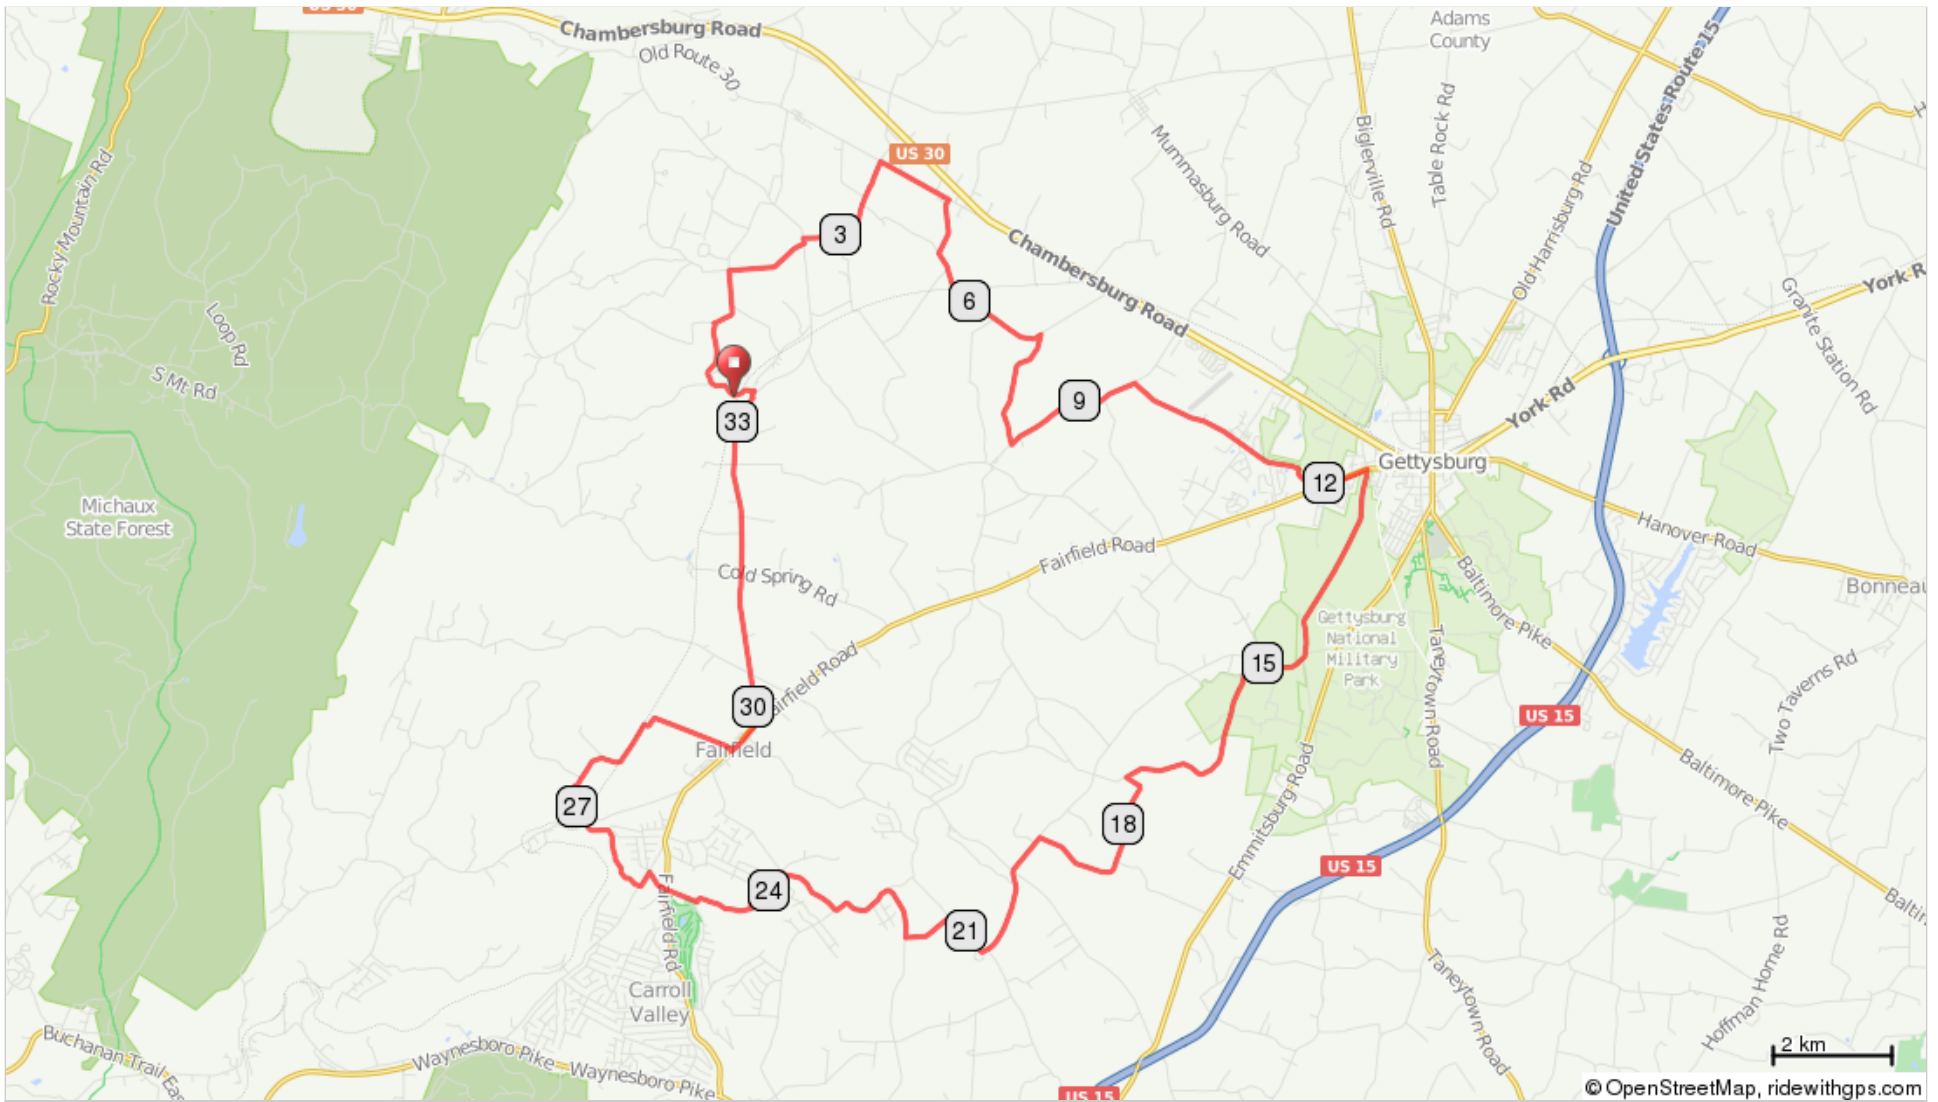 US 30
Chambersburg Road
Old Route 30
Adams
County
United States Route 15
US 30
Rocky Mountain Rd
Mummasburg Road
Biglerville Rd
Table Rock Rd
Old Harrisburg Rd
3
Chambersburg Road
York R
Granite Station Rd
6
Loop Rd
S Mt Rd
33
9
York Rd
Gettysburg
12
Michaux
State Forest
Hanover Road
Fairfield Road
Cold Spring Rd
Baltimore Pike
Bonneau
Gettysburg
National
Military
Park
Taneytown Road
15
Fairfield Road
30
US 15
Two Taverns Rd
Fairfield
Emmitsburg Road
Baltimore Pike
27
18
US 15
24
Fairfield Rd
21
Baltin
Carroll
Valley
Taneytown Road
Hoffman Home Rd
Buchanan Trail Eas
Waynesboro Pike
Waynesboro Pike
2 km
US 15
© OpenStreetMap, ridewithgps.com